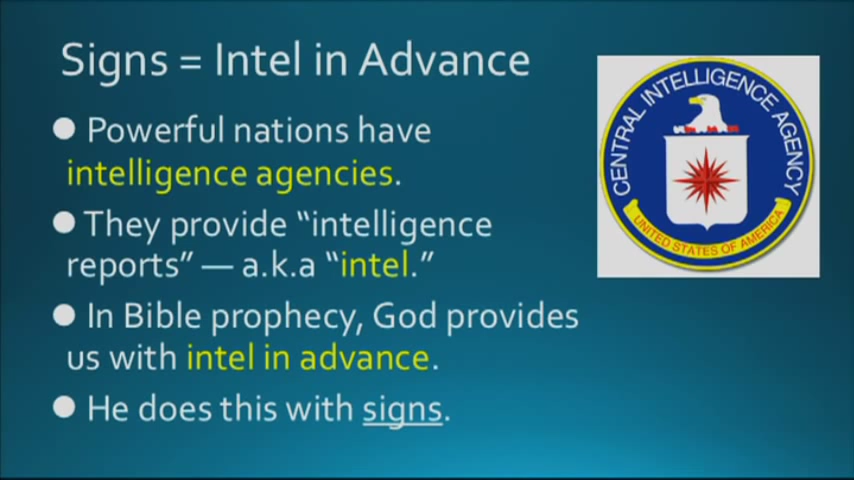 Signs = Intel in Advance
● Powerful nations have
intelligence agencies.
● They provide “intelligence
reports” — a.k.a “intel.”
● In Bible prophecy, God provides
us with intel in advance.
● He does this with signs.
CENTRAL INTELLIGENCE AGENCY
UNITED STATES OF AMERICA